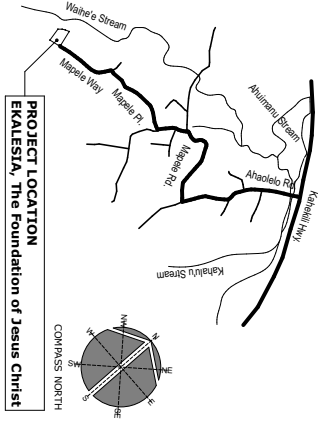 Waihe'e Stream
Mapele Way
Mapele Pl.
Mapele Rd.
Ahuimanu Stream
Ahaolelo Rd.
Kahekili Hwy.
Kahalu'u Stream
PROJECT LOCATION
EKALESIA, The Foundation of Jesus Christ
N
NE
E
SE
S
SW
W
NW
COMPASS NORTH